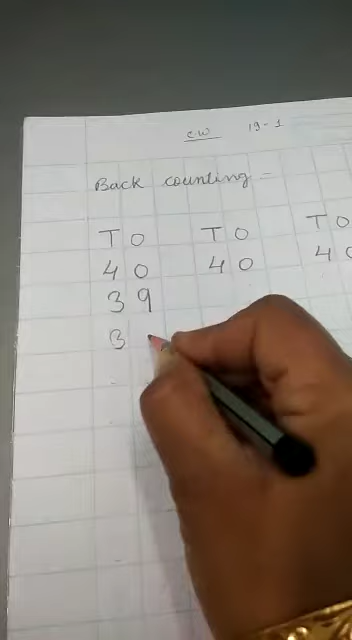 CW 19-1
Back counting =
T O T O T O
4 0 4 0 4 0
3 9
3